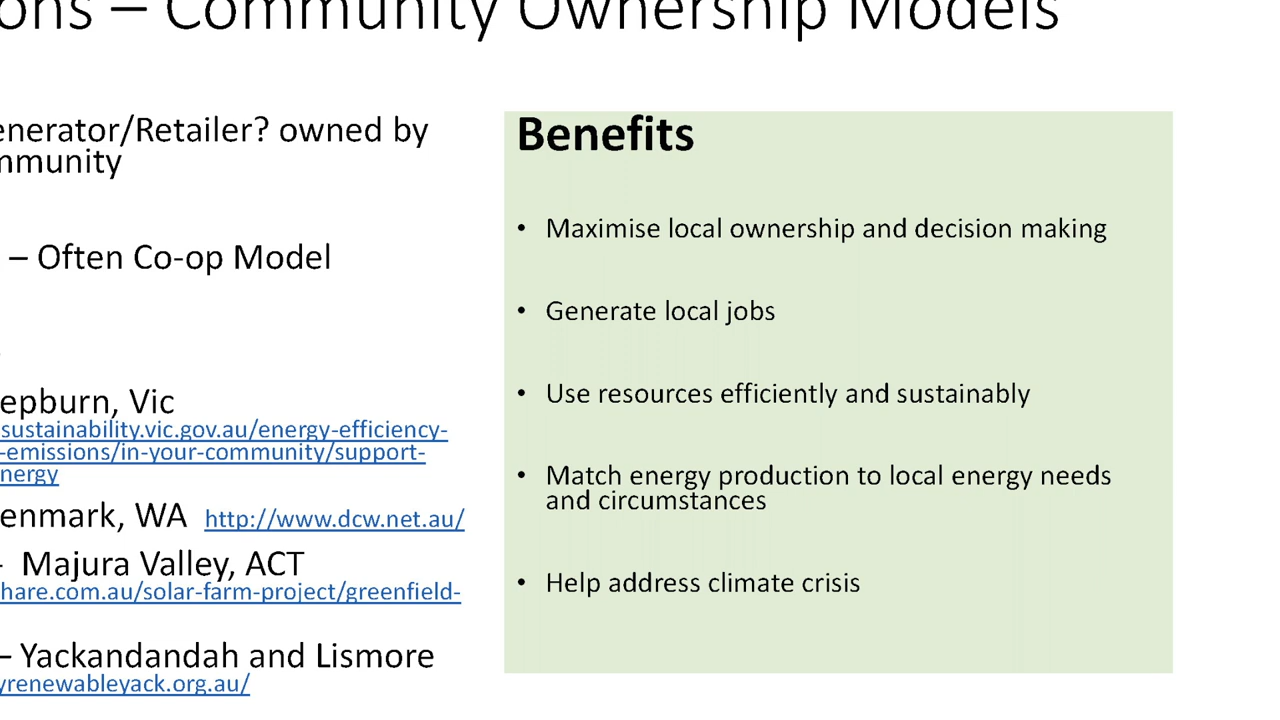 ons – Community Ownership Models
enerator/Retailer? owned by
mmunity
– Often Co-op Model
epburn, Vic
sustainability.vic.gov.au/energy-efficiency-
-emissions/in-your-community/support-
nergy
enmark, WA http://www.dcw.net.au/
- Majura Valley, ACT
hare.com.au/solar-farm-project/greenfield-
– Yackandandah and Lismore
yrenewableyack.org.au/
Benefits
• Maximise local ownership and decision making
• Generate local jobs
• Use resources efficiently and sustainably
• Match energy production to local energy needs
and circumstances
• Help address climate crisis